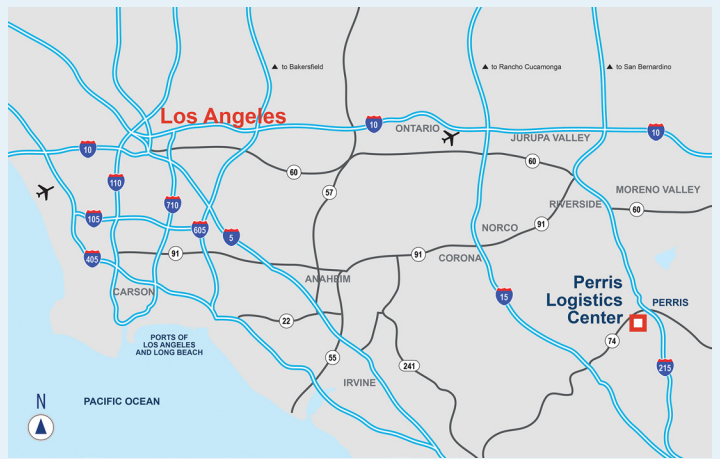 to Bakersfield
to Rancho Cucamonga
to San Bernardino
Los Angeles
10
ONTARIO
10
JURUPA VALLEY
10
60
60
110
57
MORENO VALLEY
710
RIVERSIDE
60
105
605
5
NORCO
91
405
91
91
CORONA
ANAHEIM
CARSON
15
Perris
Logistics
Center
PERRIS
22
PORTS OF
LOS ANGELES
AND LONG BEACH
55
241
74
215
IRVINE
N
PACIFIC OCEAN